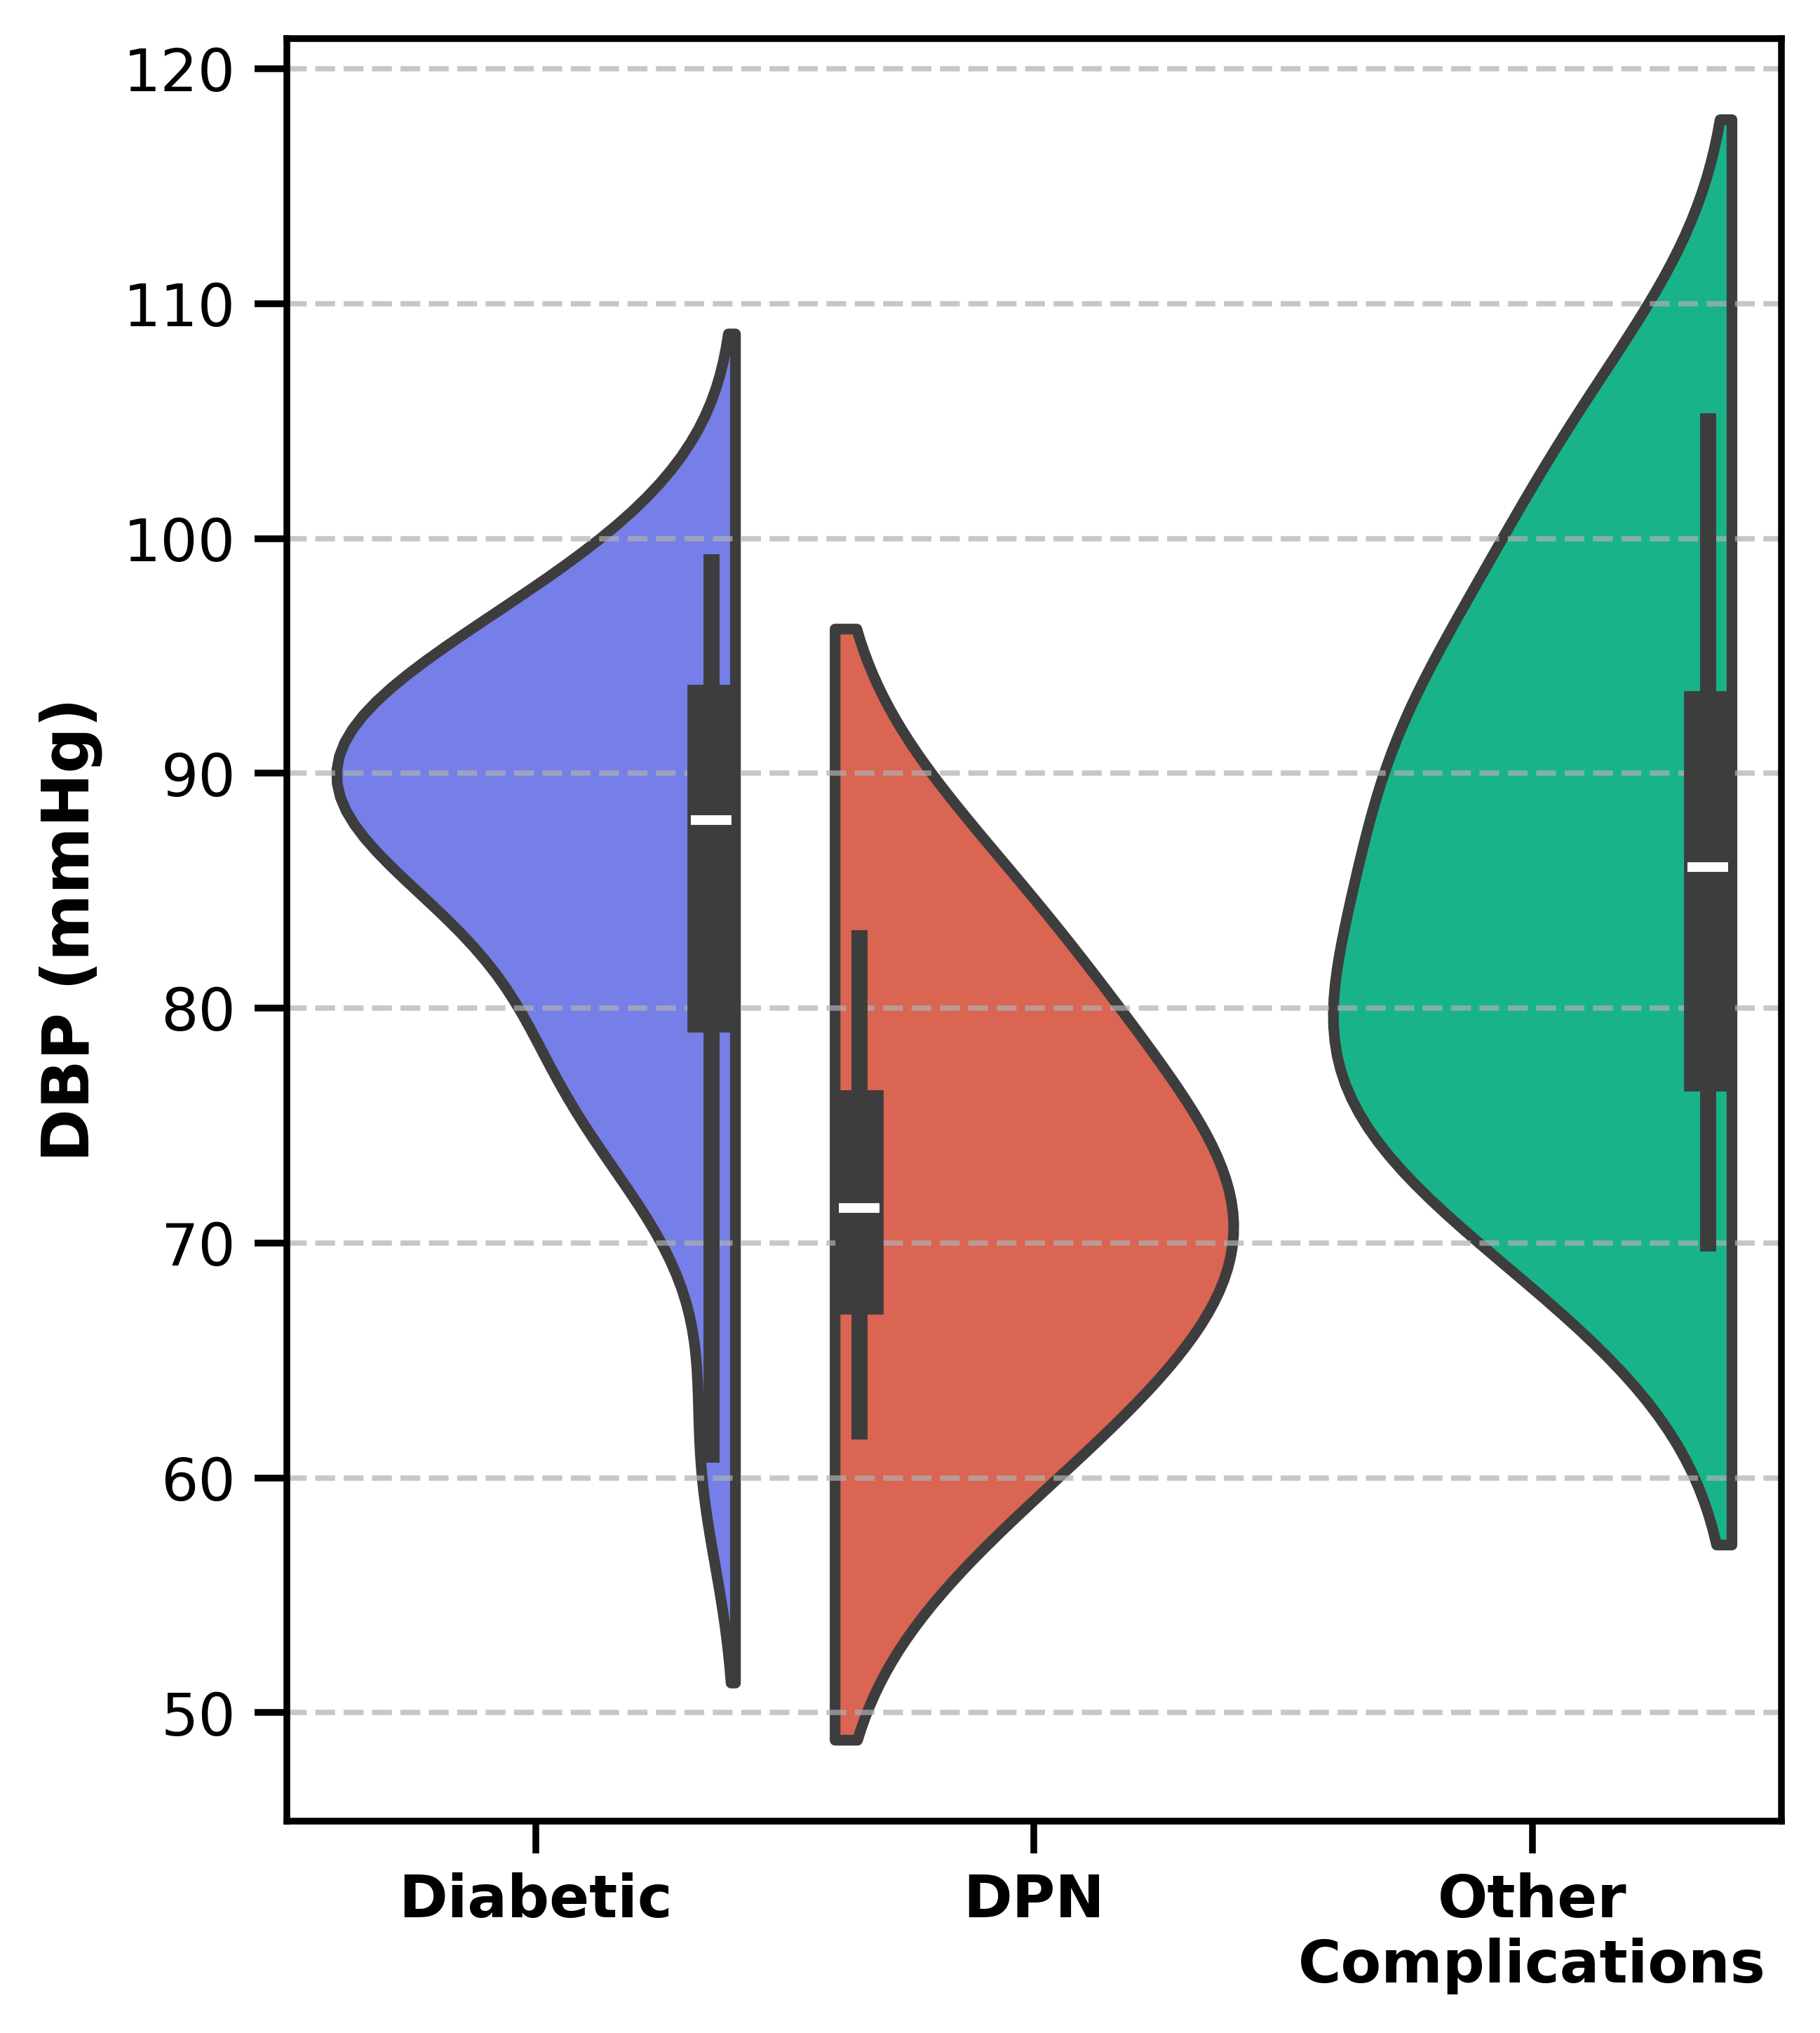 120
110
100
90
80
70
60
50
DBP (mmHg)
Diabetic
DPN
Other
Complications